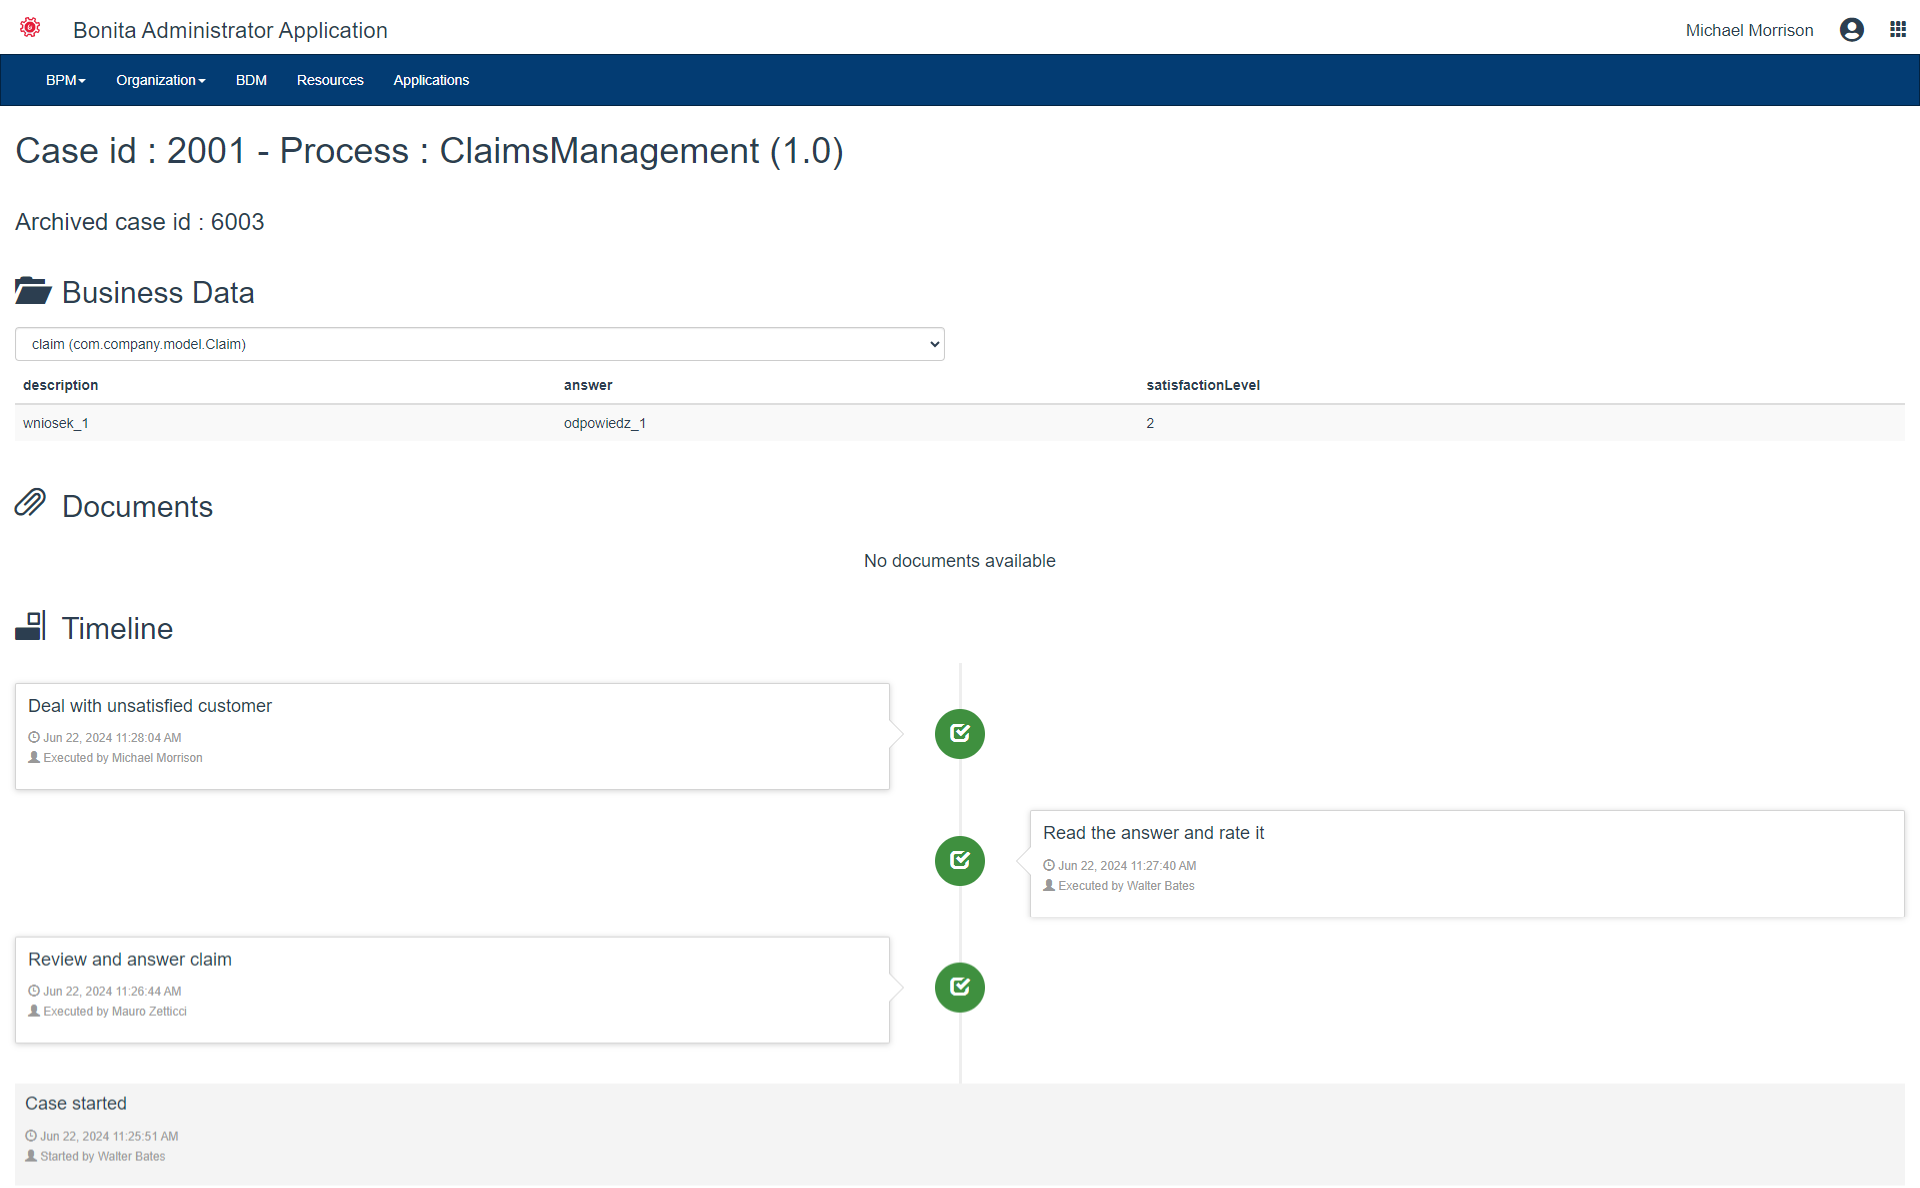 Bonita Administrator Application
Michael Morrison
BPM
Organization
BDM
Resources
Applications
Case id : 2001 - Process : ClaimsManagement (1.0)
Archived case id : 6003
Business Data
claim (com.company.model.Claim)
description answer satisfactionLevel
wniosek_1 odpowiedz_1 2
Documents
No documents available
Timeline
Deal with unsatisfied customer
Jun 22, 2024 11:28:04 AM
Executed by Michael Morrison
Read the answer and rate it
Jun 22, 2024 11:27:40 AM
Executed by Walter Bates
Review and answer claim
Jun 22, 2024 11:26:44 AM
Executed by Mauro Zetticci
Case started
Jun 22, 2024 11:25:51 AM
Started by Walter Bates